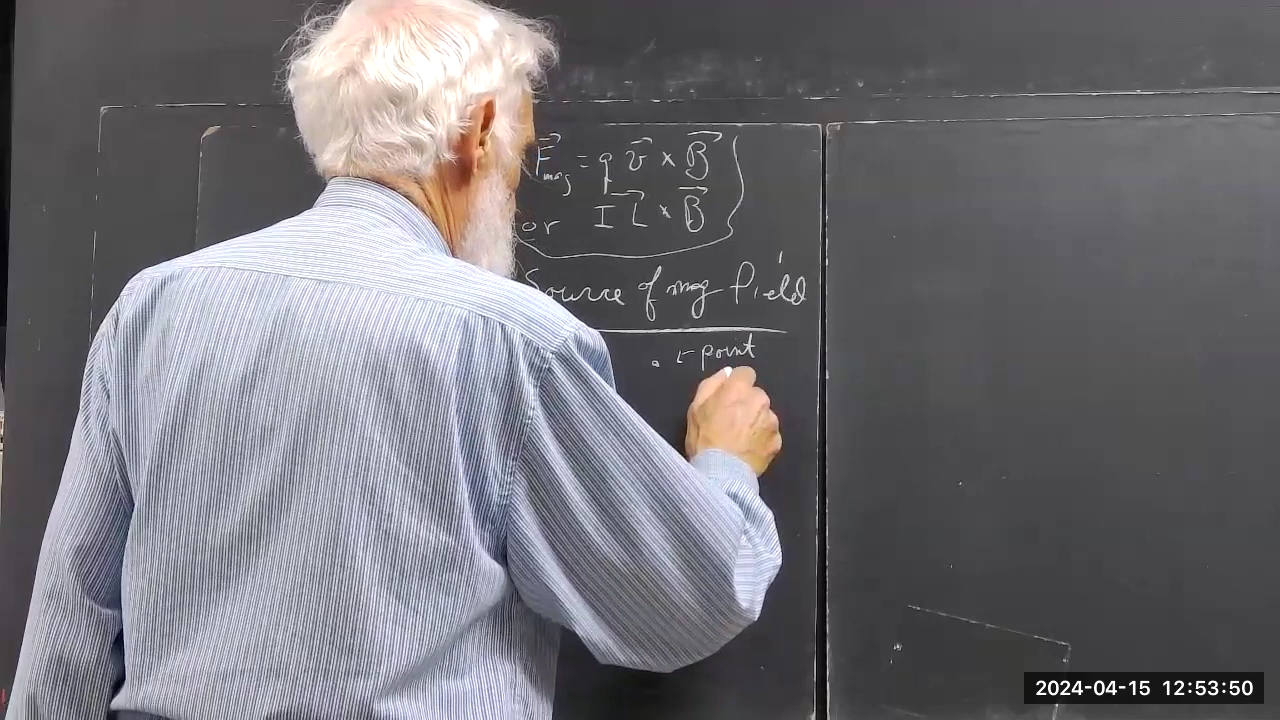 F⃗mag = q v⃗ × B⃗
or I L⃗ × B⃗
Source of mag field
. ← point
2024-04-15 12:53:50